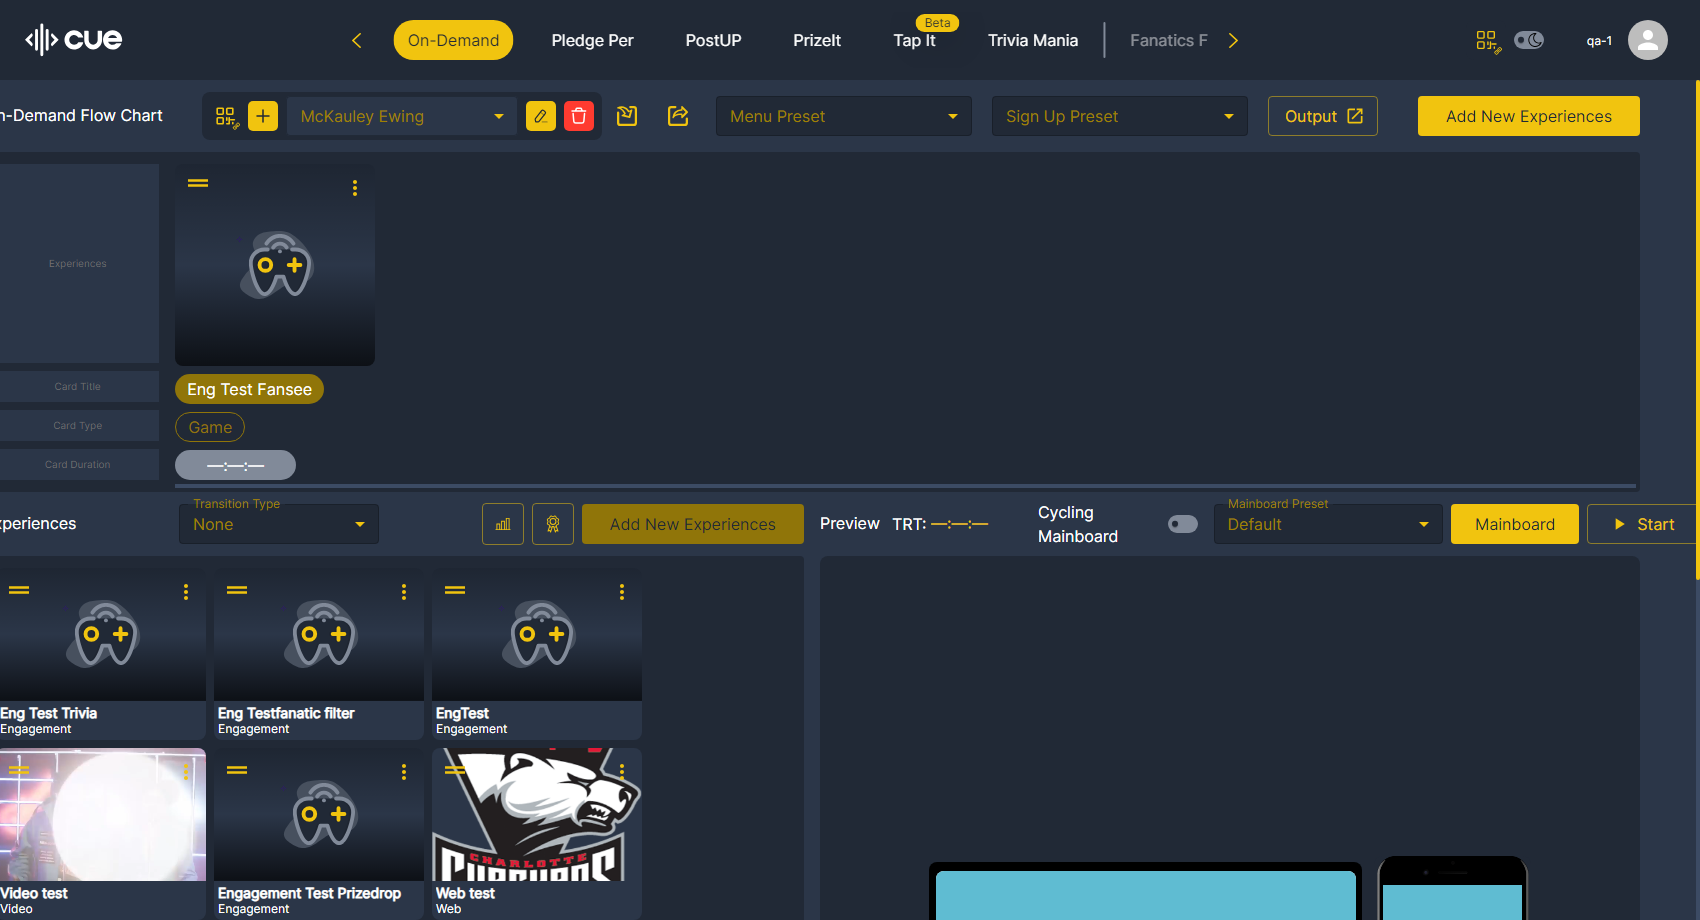 cue
On-Demand
Pledge Per
PostUP
PrizeIt
Tap It
Beta
Trivia Mania
Fanatics F
qa-1
n-Demand Flow Chart
McKauley Ewing
Menu Preset
Sign Up Preset
Output
Add New Experiences
Experiences
Card Title
Card Type
Card Duration
Eng Test Fansee
Game
—:—:—
xperiences
Transition Type
None
Add New Experiences
Preview TRT: —:—:—
Cycling
Mainboard
Mainboard Preset
Default
Mainboard
Start
Eng Test Trivia
Engagement
Eng Testfanatic filter
Engagement
EngTest
Engagement
CHARLOTTE
Video test
Video
Engagement Test Prizedrop
Engagement
Web test
Web